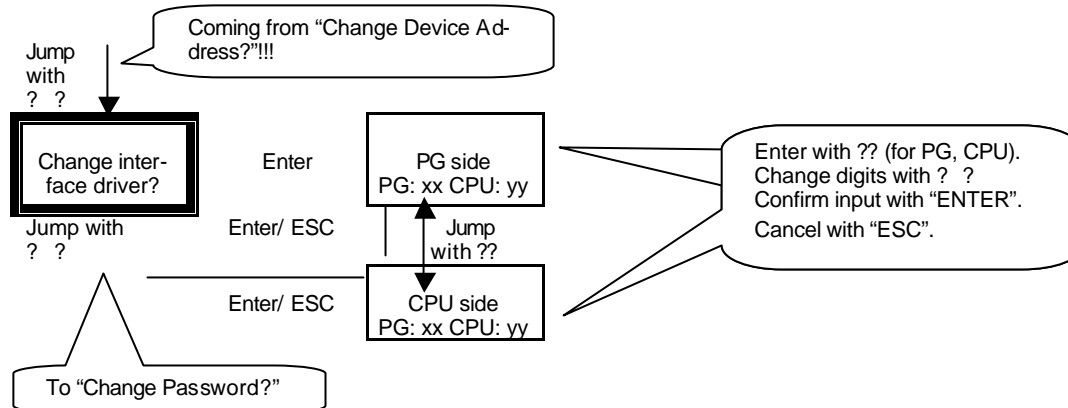 Coming from “Change Device Ad-
dress?”!!!
Jump
with
? ?
Change inter-
face driver?
Enter
PG side
PG: xx CPU: yy
Enter with ?? (for PG, CPU).
Change digits with ? ?
Confirm input with “ENTER”.
Cancel with “ESC”.
Jump with
? ?
Enter/ ESC
Jump
with ??
Enter/ ESC
CPU side
PG: xx CPU: yy
To “Change Password?”